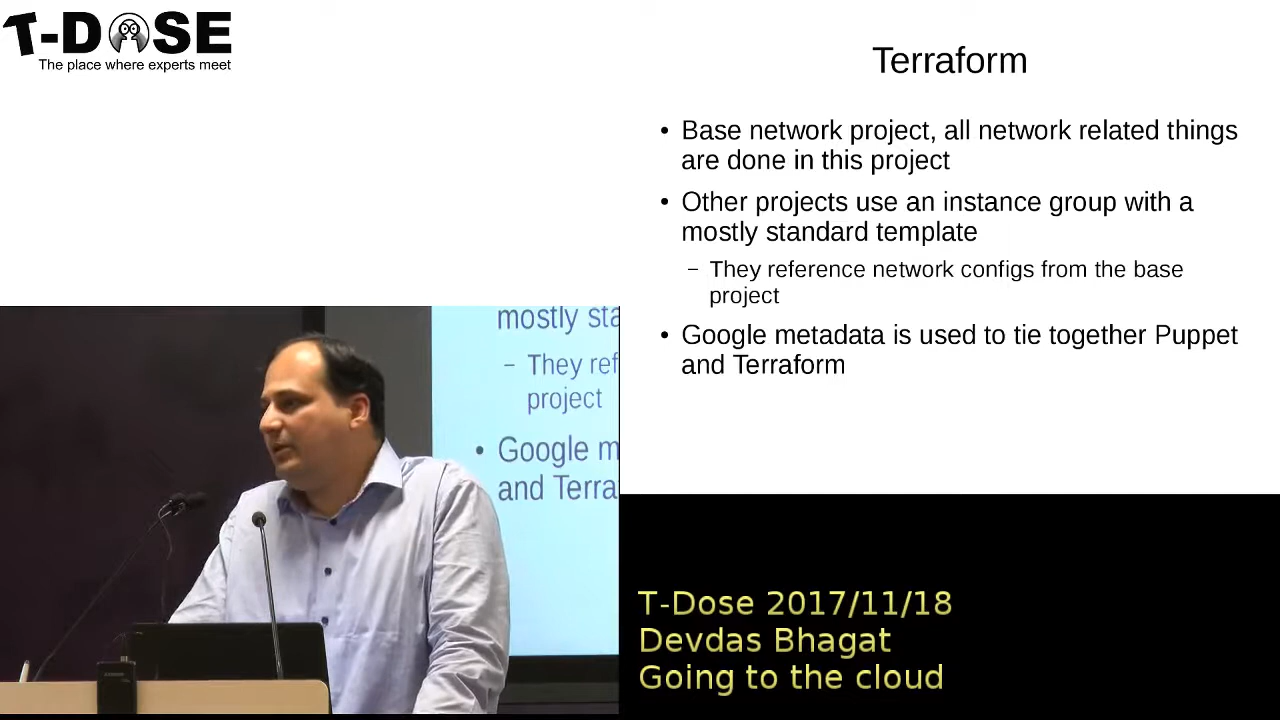 T-DOSE
The place where experts meet
Terraform
• Base network project, all network related things
are done in this project
• Other projects use an instance group with a
mostly standard template
– They reference network configs from the base
project
• Google metadata is used to tie together Puppet
and Terraform
mostly sta
– They ref
project
• Google m
and Terra
T-Dose 2017/11/18
Devdas Bhagat
Going to the cloud